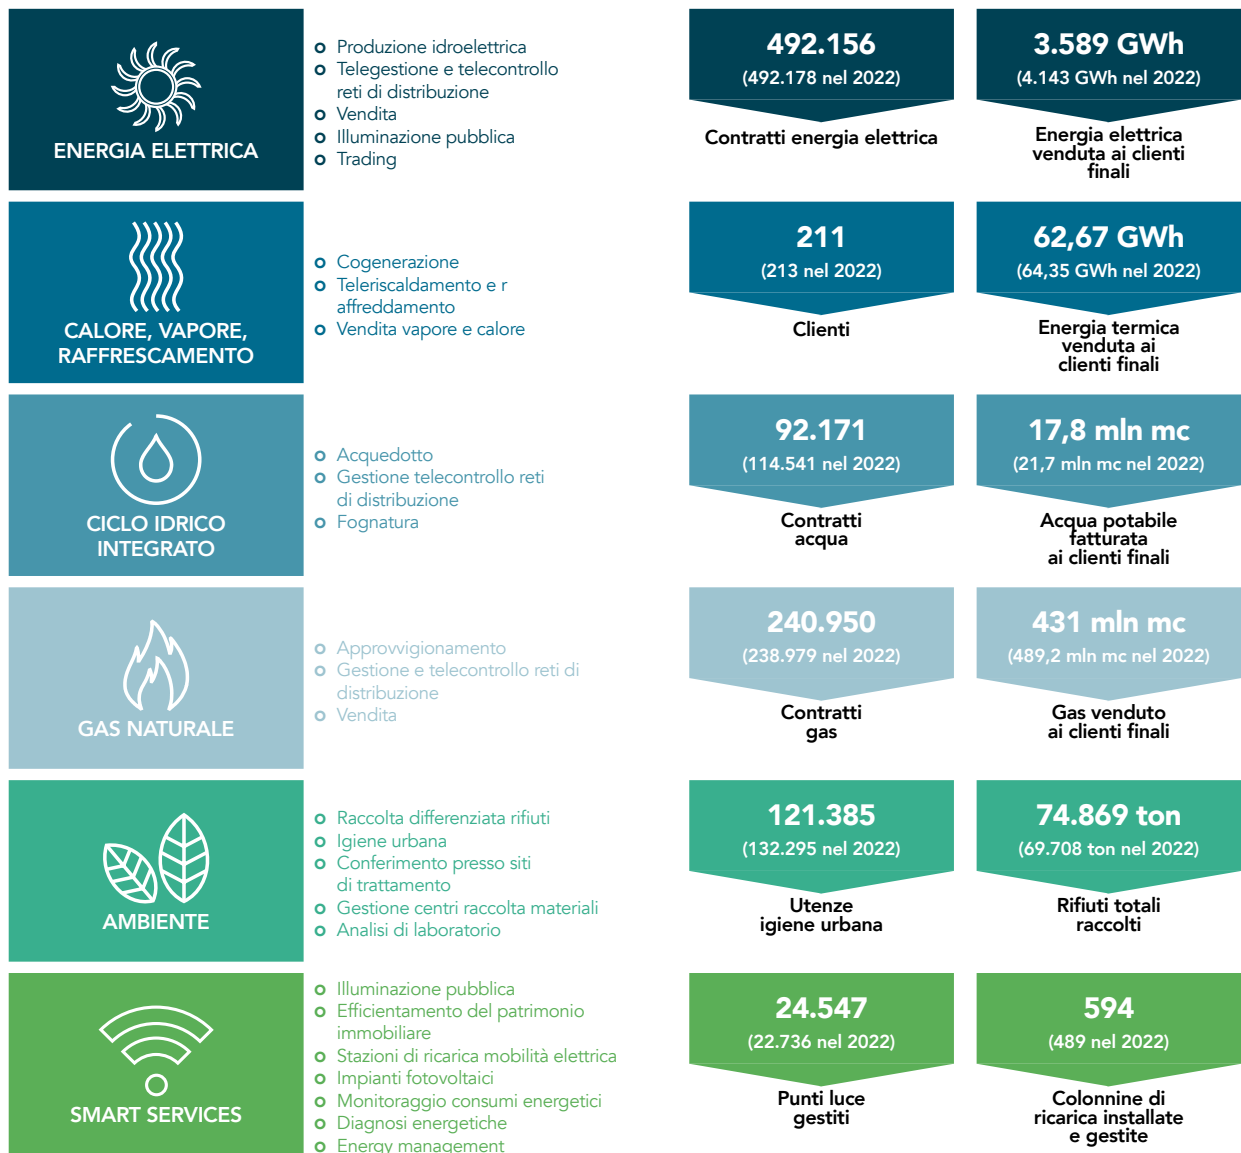 ENERGIA ELETTRICA
Produzione idroelettrica
Telegestione e telecontrollo
reti di distribuzione
Vendita
Illuminazione pubblica
Trading
492.156
(492.178 nel 2022)
Contratti energia elettrica
3.589 GWh
(4.143 GWh nel 2022)
Energia elettrica
venduta ai clienti
finali
CALORE, VAPORE,
RAFFRESCAMENTO
Cogenerazione
Teleriscaldamento e r
affreddamento
Vendita vapore e calore
211
(213 nel 2022)
Clienti
62,67 GWh
(64,35 GWh nel 2022)
Energia termica
venduta ai
clienti finali
CICLO IDRICO
INTEGRATO
Acquedotto
Gestione telecontrollo reti
di distribuzione
Fognatura
92.171
(114.541 nel 2022)
Contratti
acqua
17,8 mln mc
(21,7 mln mc nel 2022)
Acqua potabile
fatturata
ai clienti finali
GAS NATURALE
Approvvigionamento
Gestione e telecontrollo reti di
distribuzione
Vendita
240.950
(238.979 nel 2022)
Contratti
gas
431 mln mc
(489,2 mln mc nel 2022)
Gas venduto
ai clienti finali
AMBIENTE
Raccolta differenziata rifiuti
Igiene urbana
Conferimento presso siti
di trattamento
Gestione centri raccolta materiali
Analisi di laboratorio
121.385
(132.295 nel 2022)
Utenze
igiene urbana
74.869 ton
(69.708 ton nel 2022)
Rifiuti totali
raccolti
SMART SERVICES
Illuminazione pubblica
Efficientamento del patrimonio
immobiliare
Stazioni di ricarica mobilità elettrica
Impianti fotovoltaici
Monitoraggio consumi energetici
Diagnosi energetiche
Energy management
24.547
(22.736 nel 2022)
Punti luce
gestiti
594
(489 nel 2022)
Colonnine di
ricarica installate
e gestite